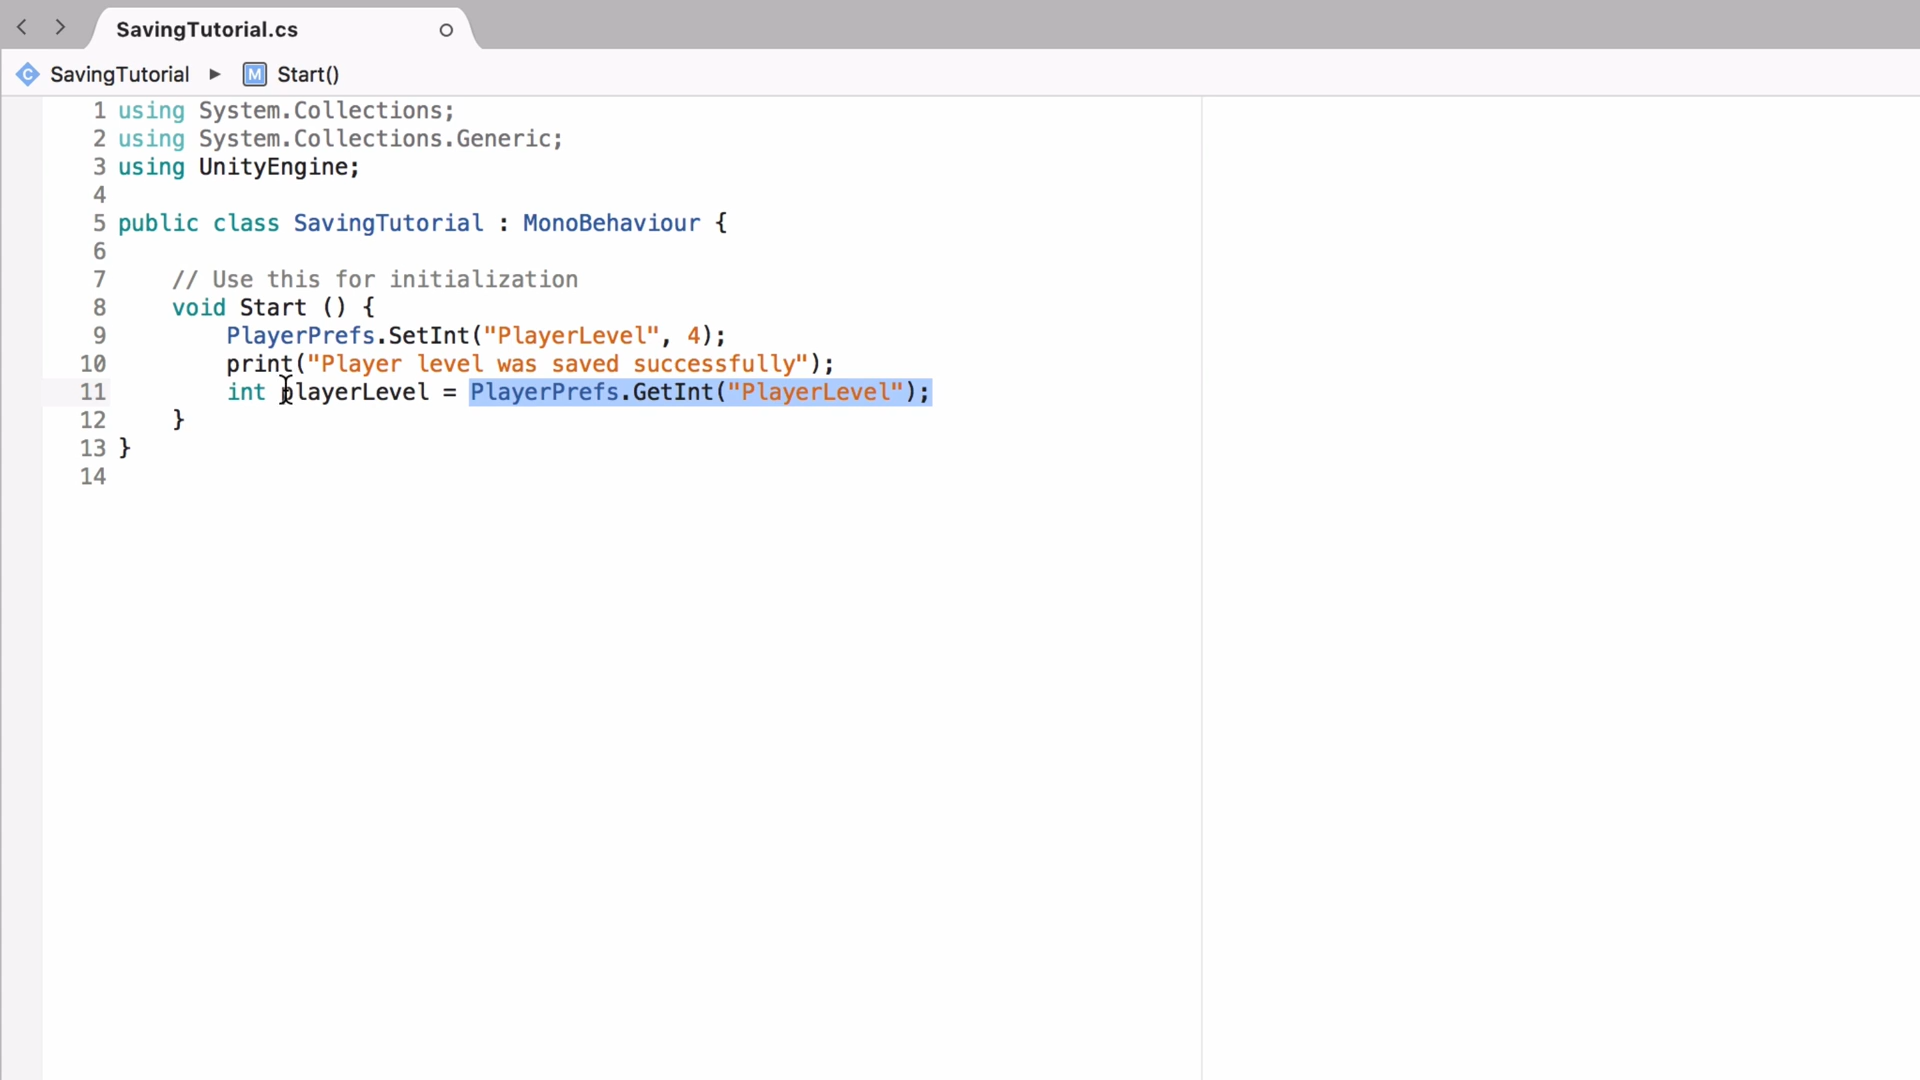 SavingTutorial.cs
SavingTutorial ▶ M Start()
1 using System.Collections;
2 using System.Collections.Generic;
3 using UnityEngine;
4
5 public class SavingTutorial : MonoBehaviour {
6
7 // Use this for initialization
8 void Start () {
9 PlayerPrefs.SetInt("PlayerLevel", 4);
10 print("Player level was saved successfully");
11 int playerLevel = PlayerPrefs.GetInt("PlayerLevel");
12 }
13 }
14